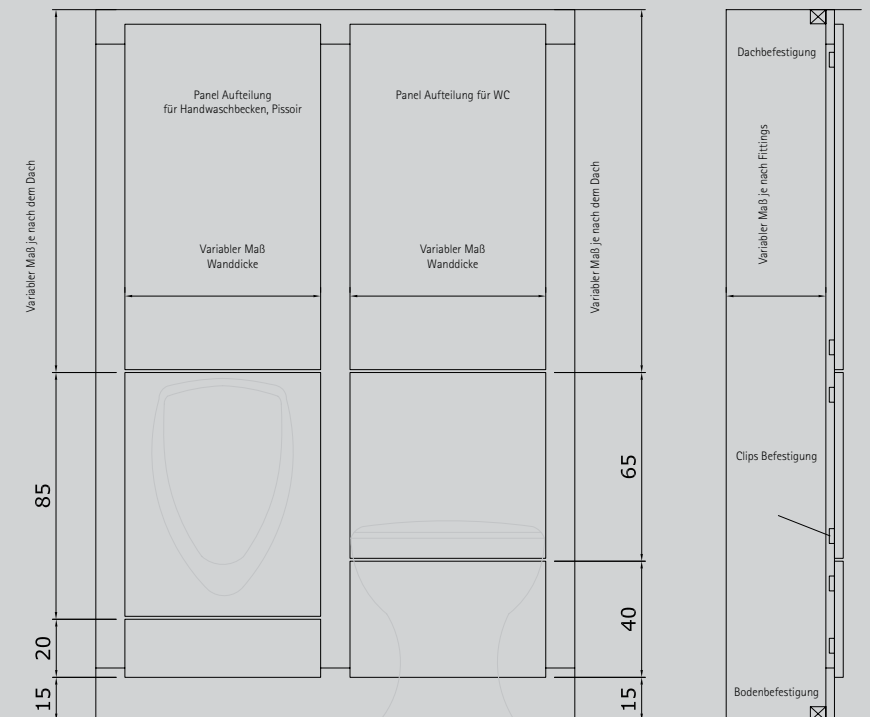 Panel Aufteilung
für Handwaschbecken, Pissoir
Panel Aufteilung für WC
Dachbefestigung
Variabler Maß je nach dem Dach
Variabler Maß
Wanddicke
Variabler Maß
Wanddicke
Variabler Maß je nach dem Dach
Variabler Maß je nach Fittings
85
65
Clips Befestigung
20
40
15
15
Bodenbefestigung